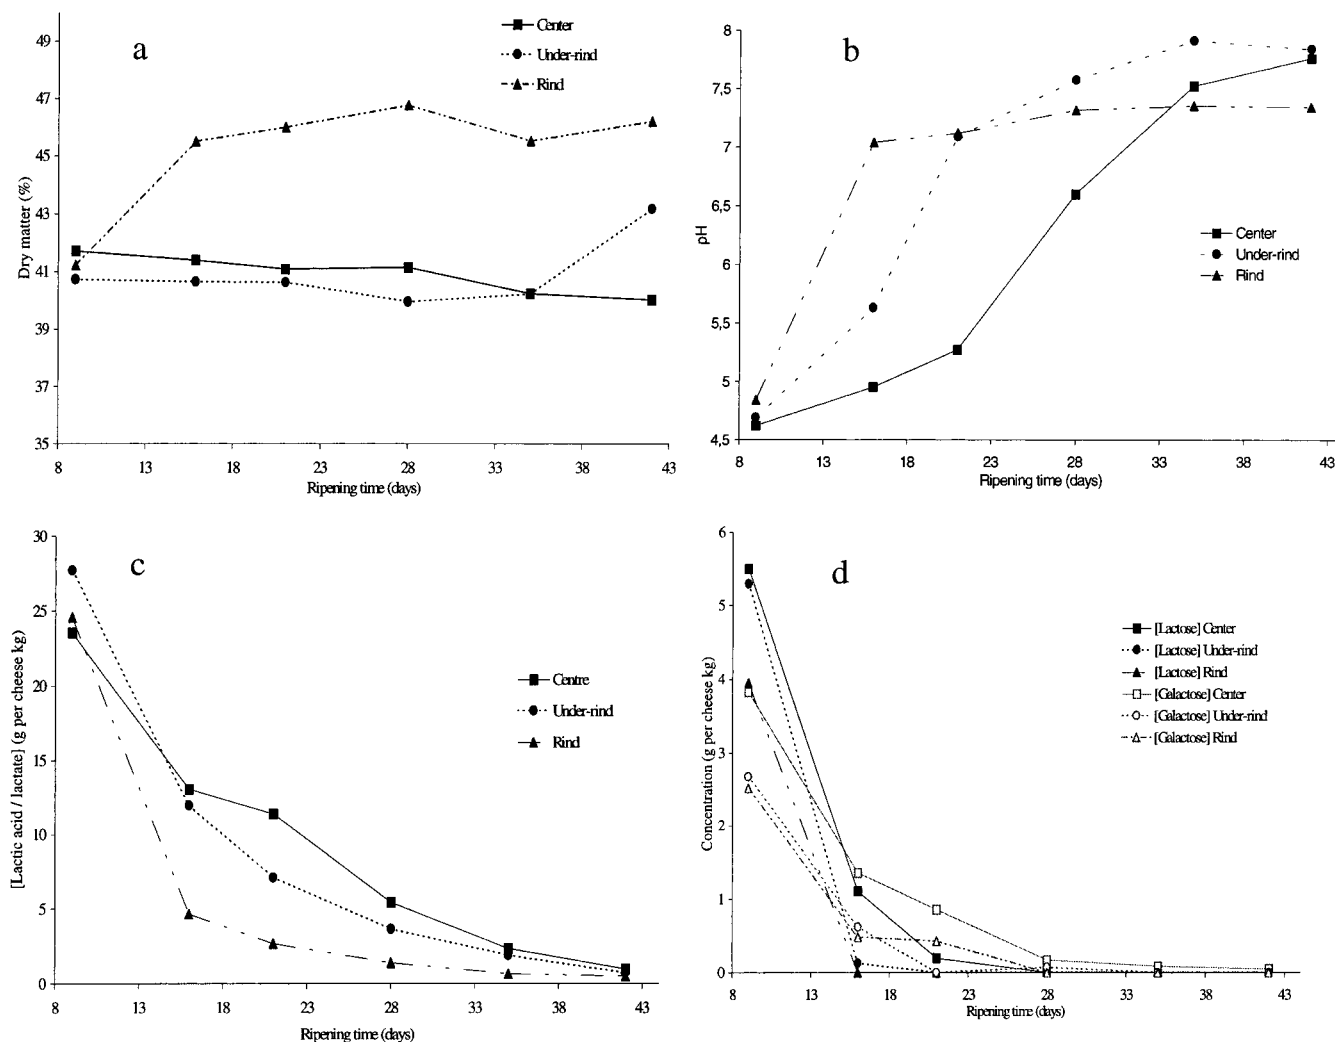 a
Center
Under-rind
Rind
49
47
45
43
41
39
37
35
Dry matter (%)
8 13 18 23 28 33 38 43
Ripening time (days)
b
8
7,5
7
6,5
6
5,5
5
4,5
pH
Center
Under-rind
Rind
8 13 18 23 28 33 38 43
Ripening time (days)
c
30
25
20
15
10
5
0
[Lactic acid / lactate] (g per cheese kg)
Centre
Under-rind
Rind
8 13 18 23 28 33 38 43
Ripening time (days)
d
6
5
4
3
2
1
0
Concentration (g per cheese kg)
[Lactose] Center
[Lactose] Under-rind
[Lactose] Rind
[Galactose] Center
[Galactose] Under-rind
[Galactose] Rind
8 13 18 23 28 33 38 43
Ripening time (days)